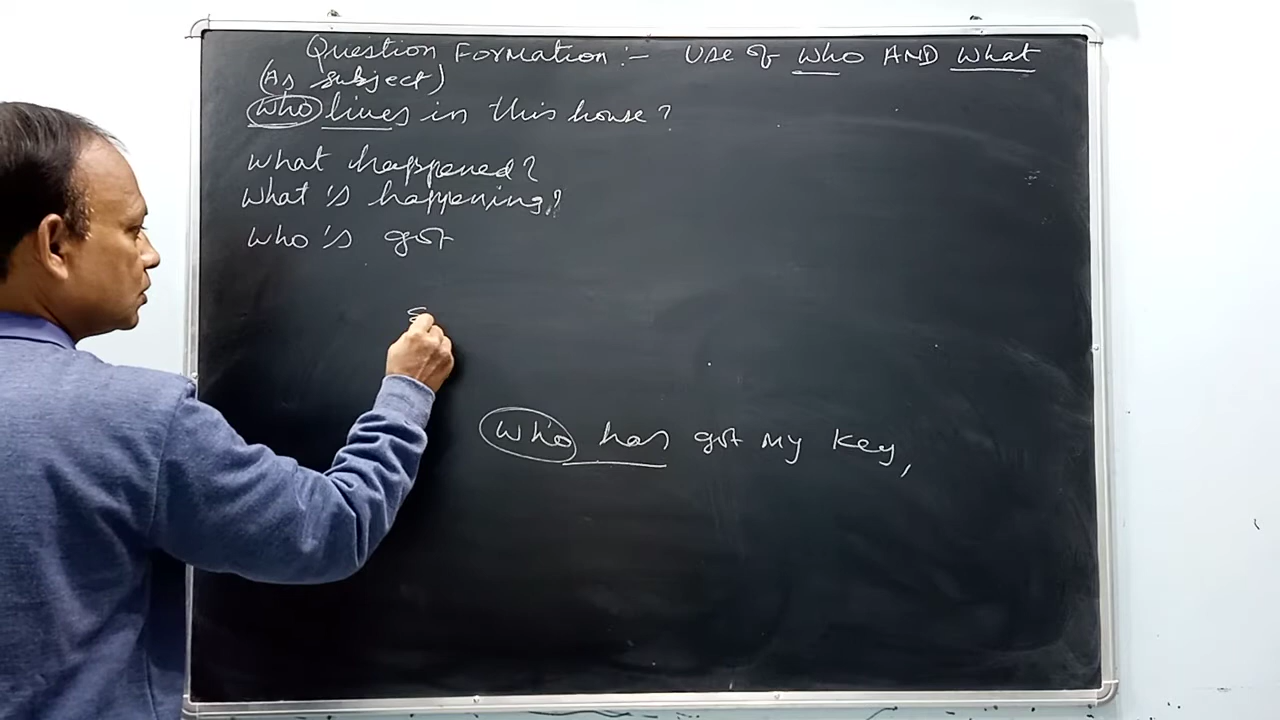 Question Formation :- Use of Who AND What
(As subject)
Who lives in this house?
What happened?
What's happening?
Who's got
Who has got my key,